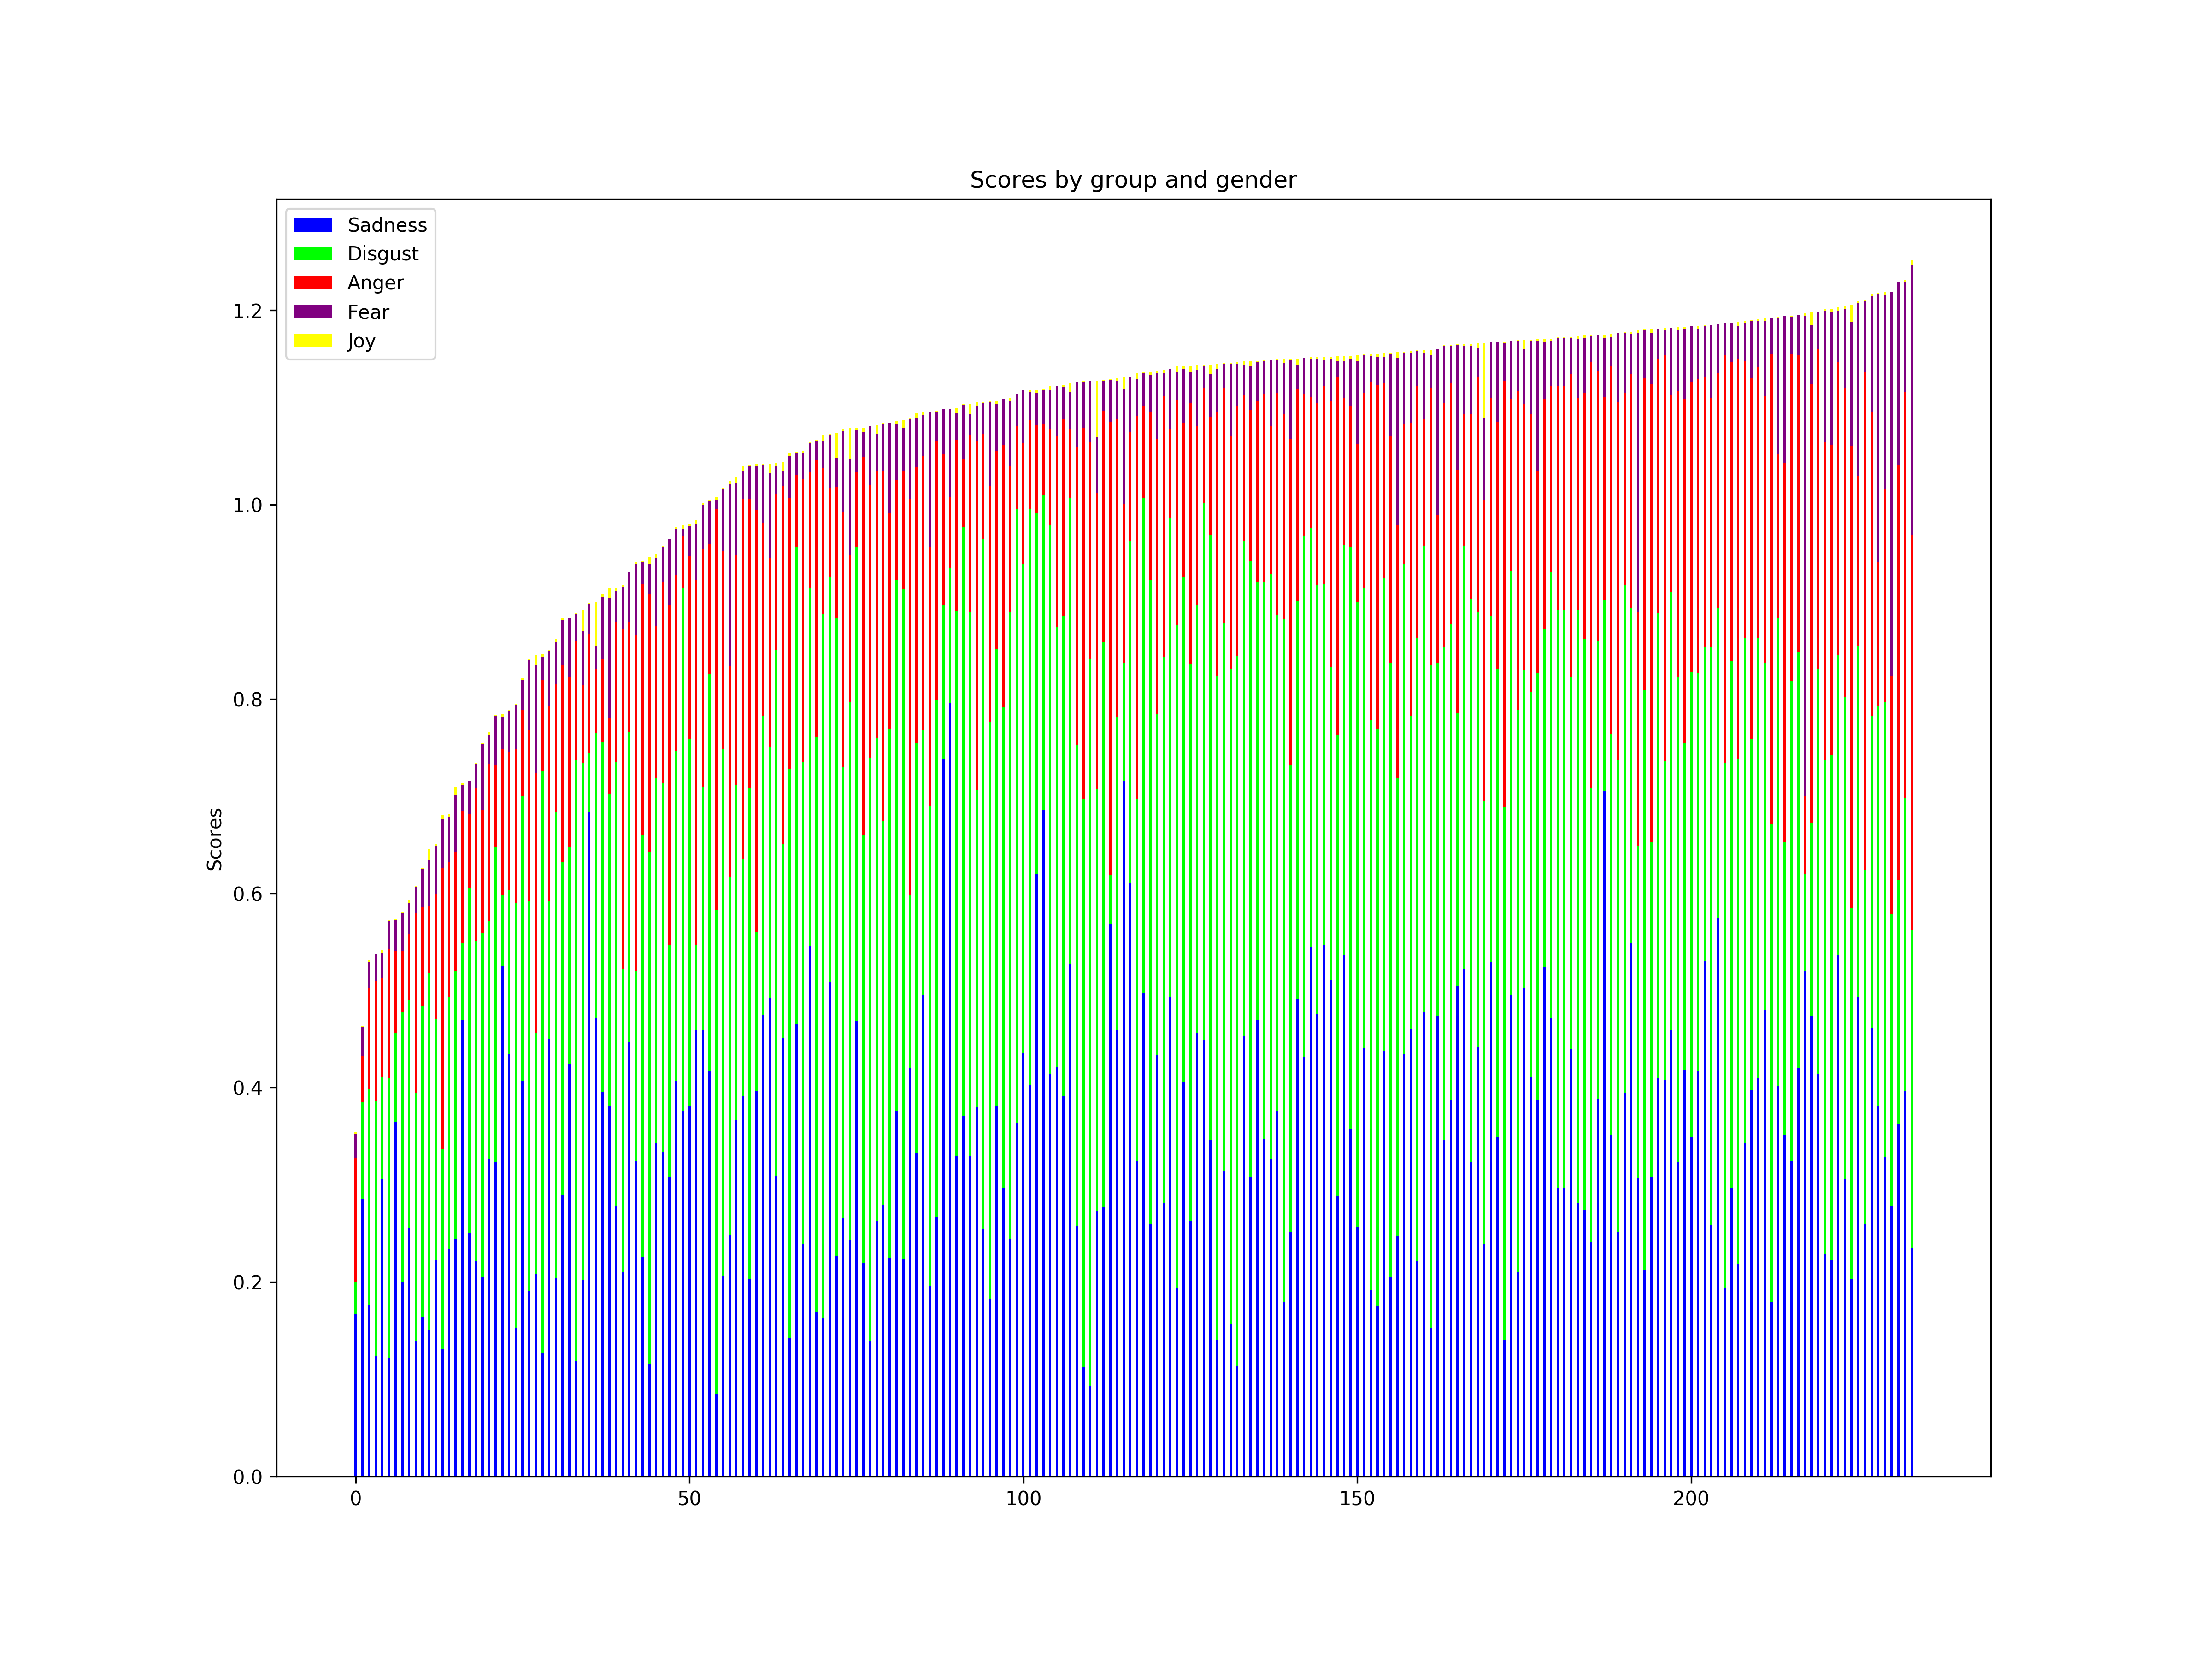 Scores by group and gender
Sadness
Disgust
Anger
Fear
Joy
Scores
1.2
1.0
0.8
0.6
0.4
0.2
0.0
0 50 100 150 200